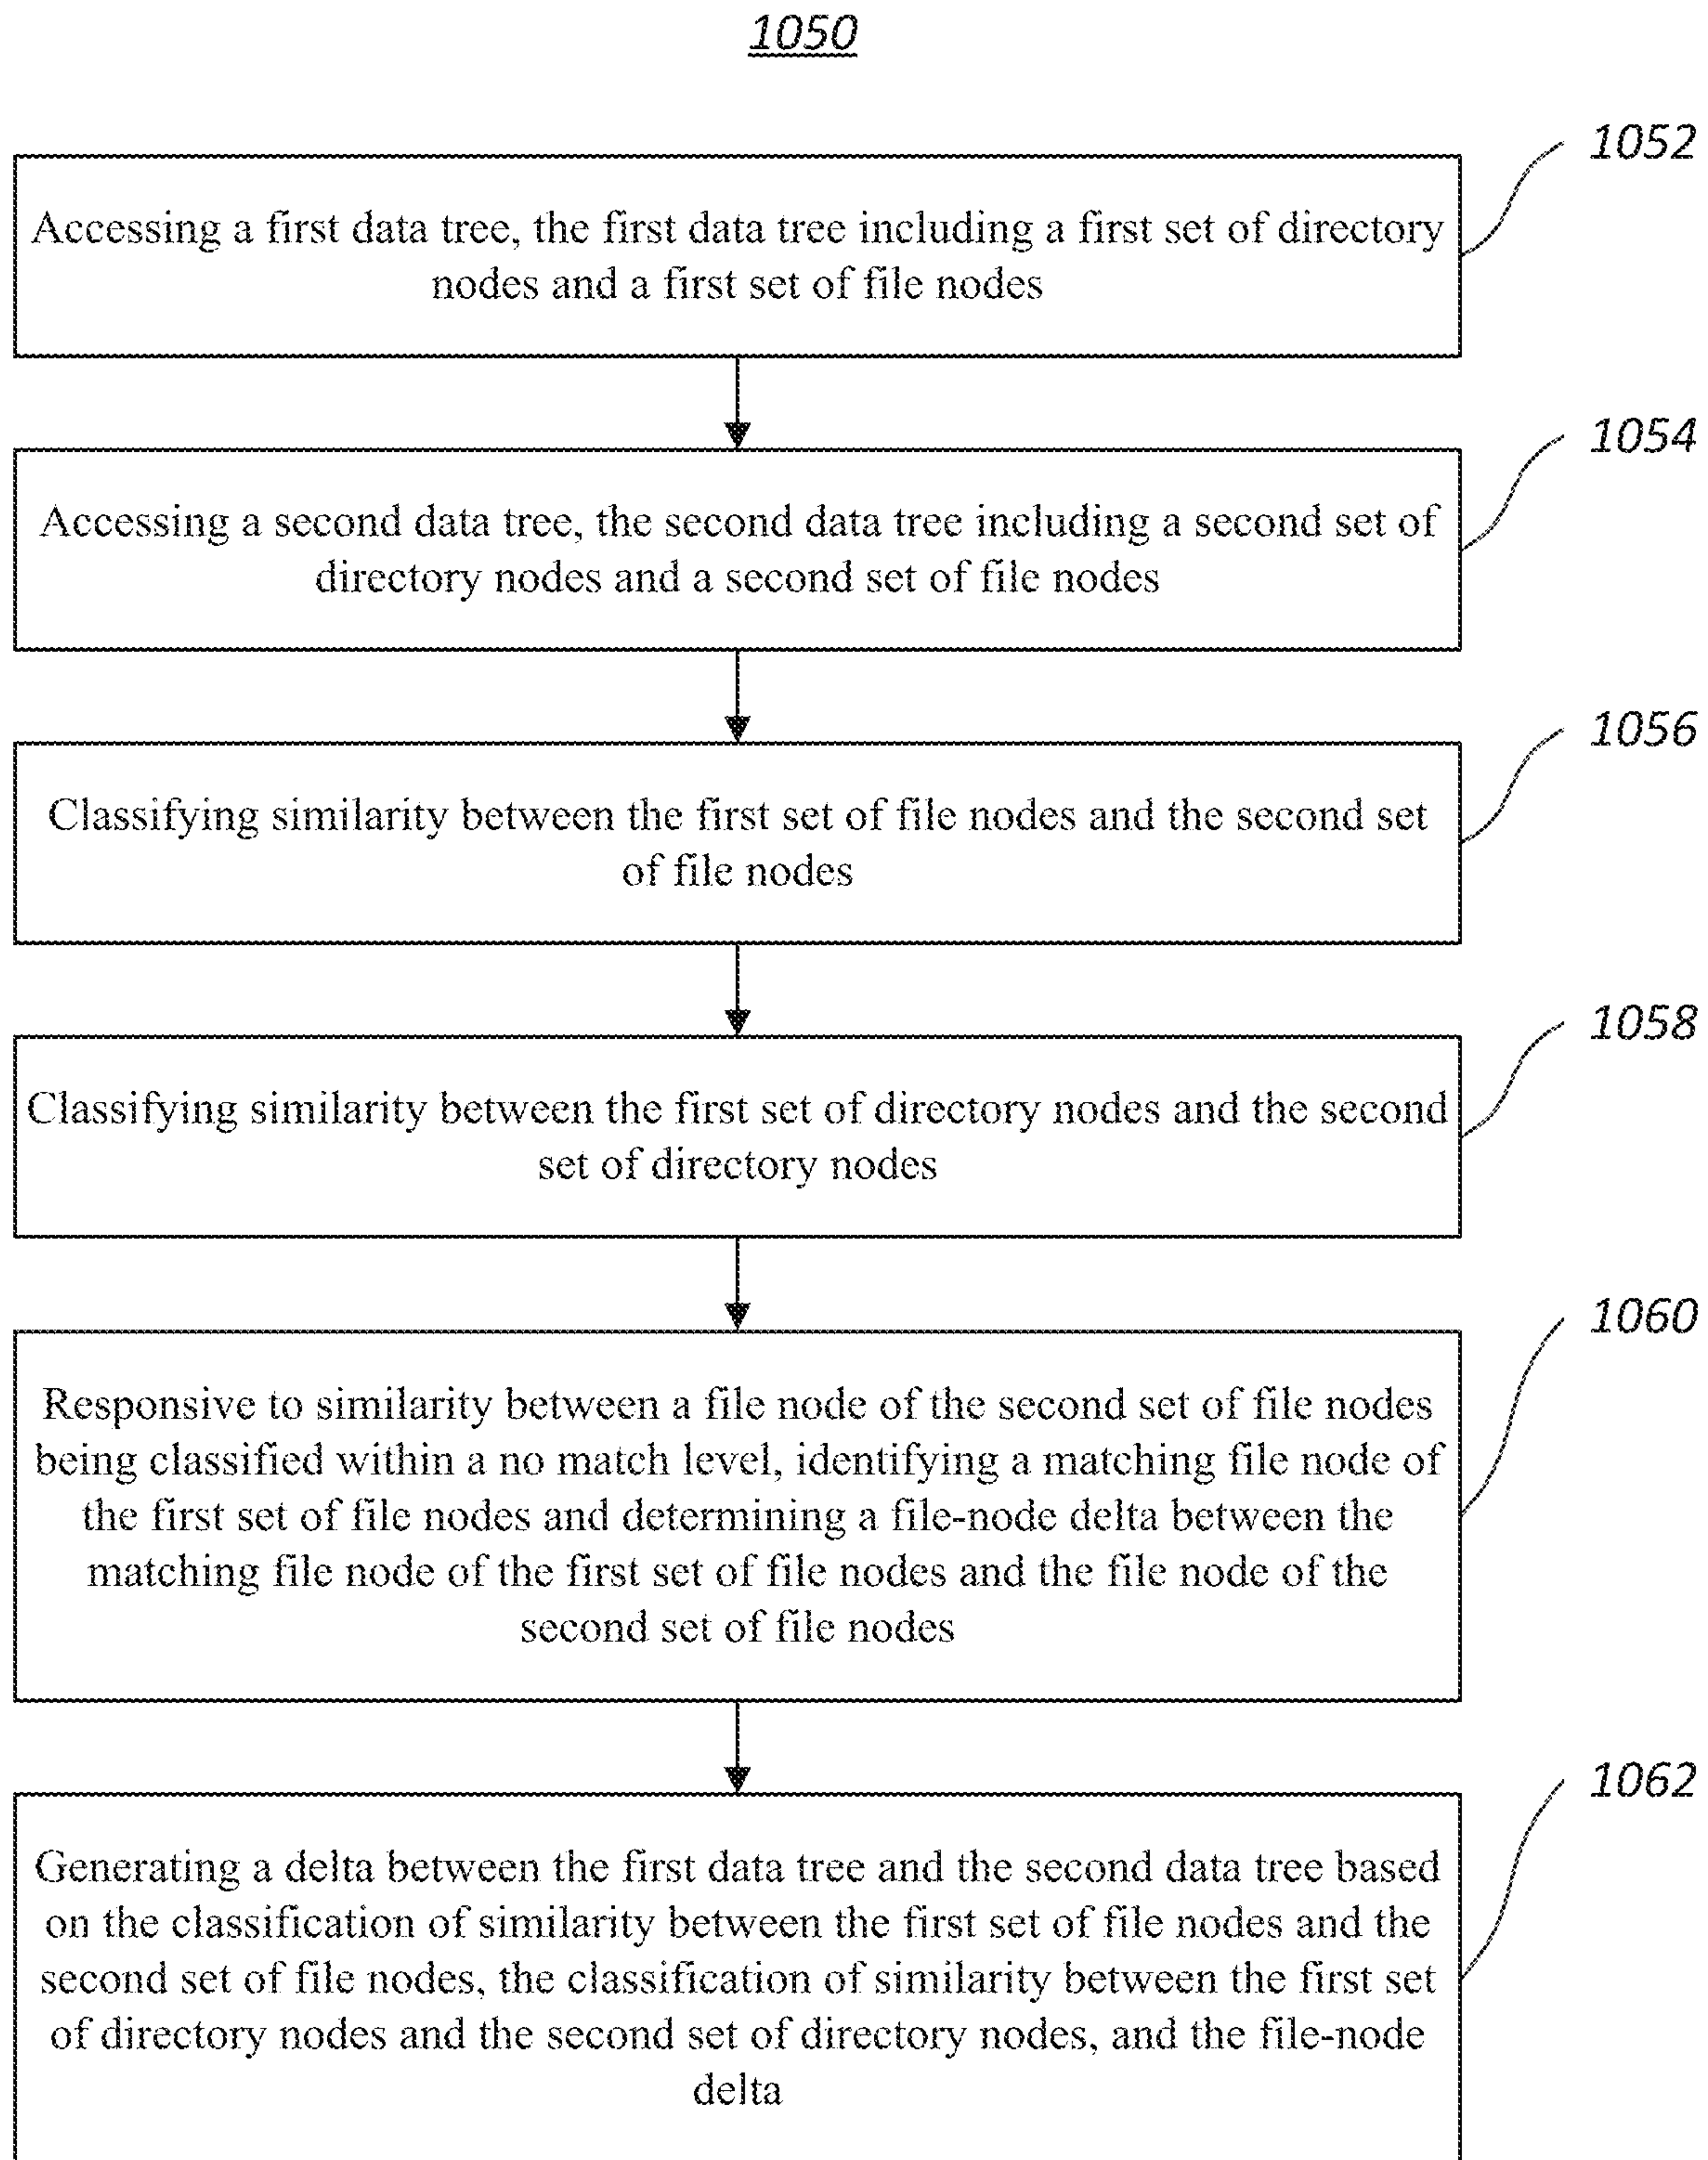 1050
1052
Accessing a first data tree, the first data tree including a first set of directory
nodes and a first set of file nodes
1054
Accessing a second data tree, the second data tree including a second set of
directory nodes and a second set of file nodes
1056
Classifying similarity between the first set of file nodes and the second set
of file nodes
1058
Classifying similarity between the first set of directory nodes and the second
set of directory nodes
1060
Responsive to similarity between a file node of the second set of file nodes
being classified within a no match level, identifying a matching file node of
the first set of file nodes and determining a file-node delta between the
matching file node of the first set of file nodes and the file node of the
second set of file nodes
1062
Generating a delta between the first data tree and the second data tree based
on the classification of similarity between the first set of file nodes and the
second set of file nodes, the classification of similarity between the first set
of directory nodes and the second set of directory nodes, and the file-node
delta